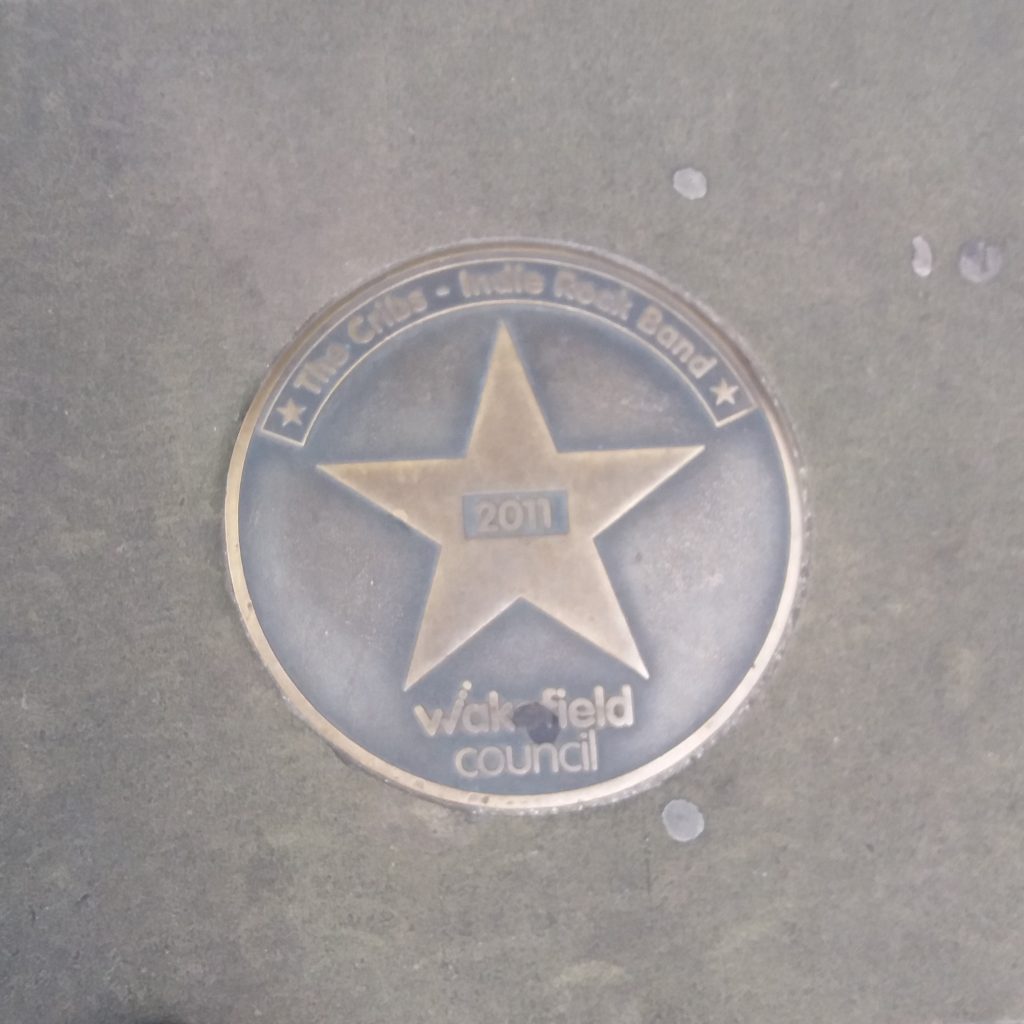 The Cribs - Indie Rock Band
2011
wakefield
council